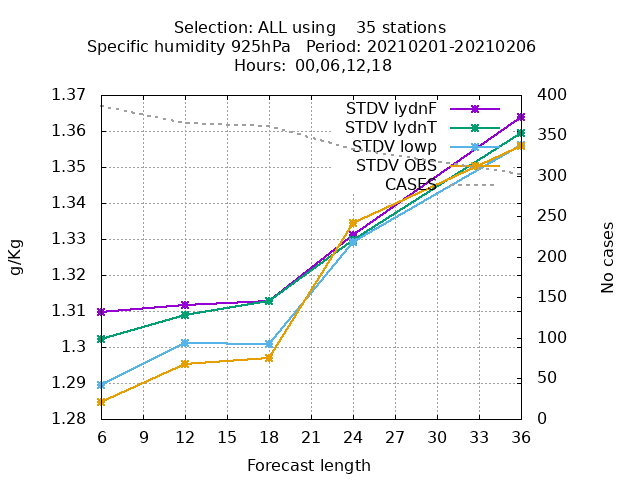 Selection: ALL using    35 stations
Specific humidity 925hPa   Period: 20210201-20210206
Hours:  00,06,12,18
1.37
1.36
1.35
1.34
1.33
1.32
1.31
1.3
1.29
1.28
g/Kg
STDV lydnF
STDV lydnT
STDV lowp
STDV OBS
CASES
400
350
300
250
200
150
100
50
0
No cases
6 9 12 15 18 21 24 27 30 33 36
Forecast length